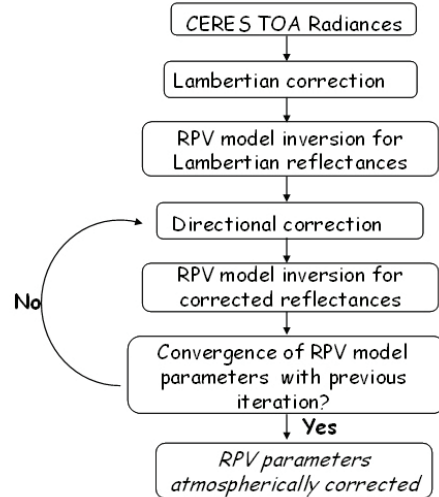 CERES TOA Radiances
Lambertian correction
RPV model inversion for
Lambertian reflectances
Directional correction
RPV model inversion for
corrected reflectances
No
Convergence of RPV model
parameters with previous
iteration?
Yes
RPV parameters
atmospherically corrected